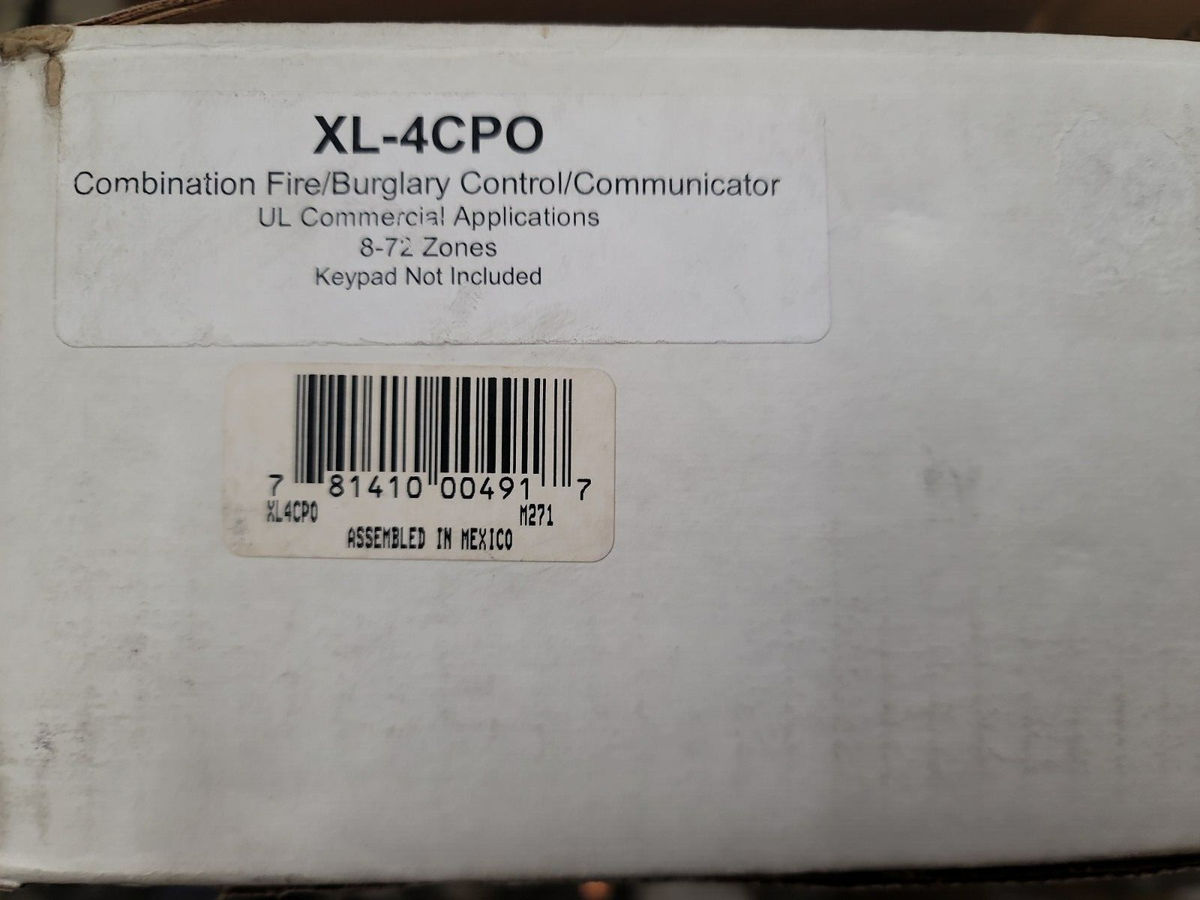 XL-4CPO
Combination Fire/Burglary Control/Communicator
UL Commercial Applications
8-72 Zones
Keypad Not Included
7 81410 00491 7
XL4CPO M271
ASSEMBLED IN MEXICO